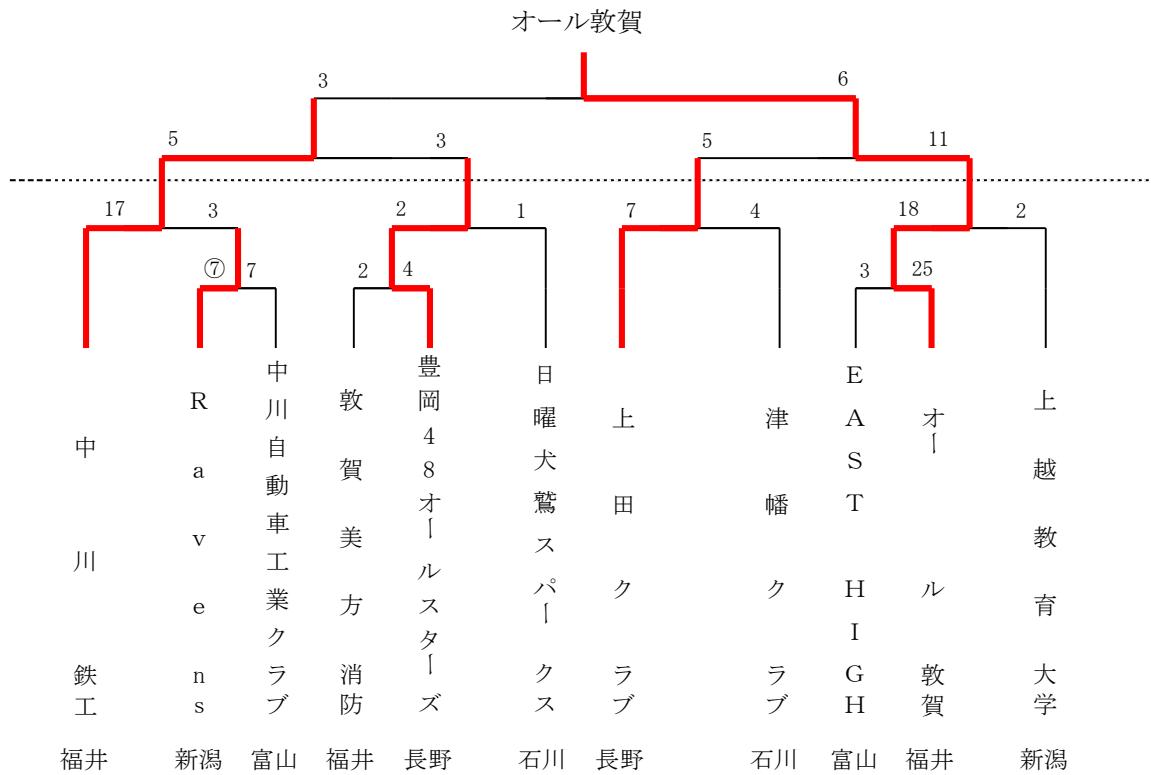 オール敦賀
3 6
5 3 5 11
17 3 2 1 7 4 18 2
⑦ 7 2 4 3 25
中川鉄工
Ravens
中川自動車工業クラブ
敦賀美方消防
豊岡48オールスターズ
日曜犬鷲スパークス
上田クラブ
津幡クラブ
EAST HIGH
オール敦賀
上越教育大学
福井 新潟 富山 福井 長野 石川 長野 石川 富山 福井 新潟